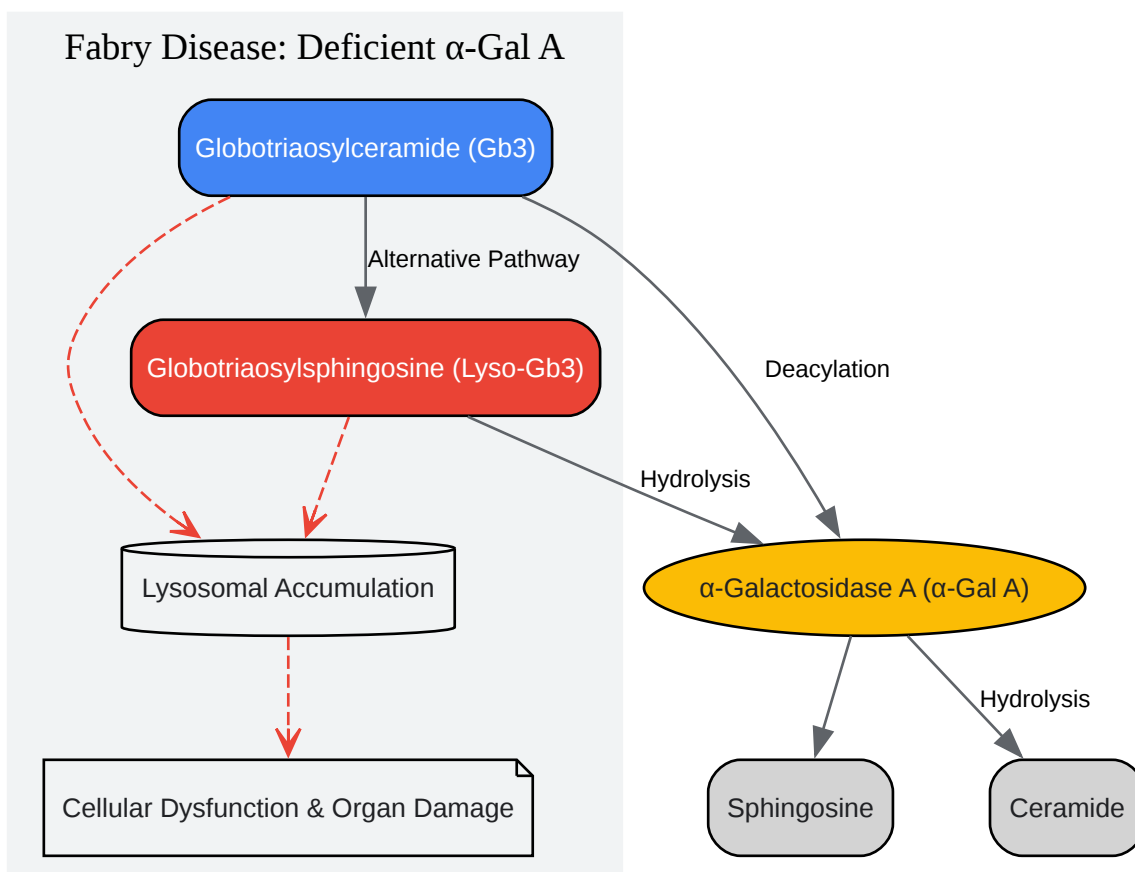 Fabry Disease: Deficient α-Gal A
Globotriaosylceramide (Gb3)
Alternative Pathway
Globotriaosylsphingosine (Lyso-Gb3)
Deacylation
Hydrolysis
Lysosomal Accumulation
α-Galactosidase A (α-Gal A)
Hydrolysis
Cellular Dysfunction & Organ Damage
Sphingosine
Ceramide